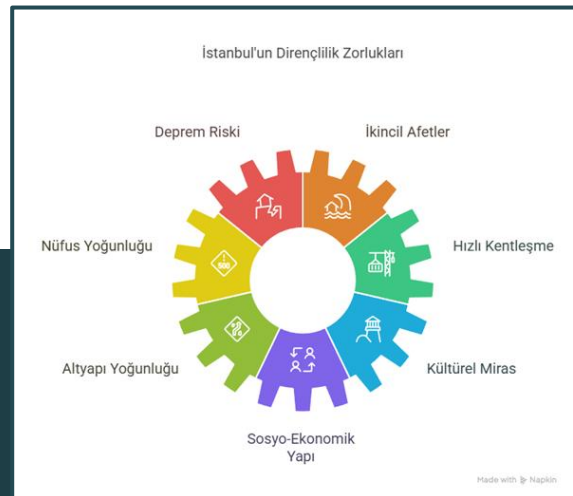 İstanbul'un Dirençlilik Zorlukları
Deprem Riski
İkincil Afetler
Nüfus Yoğunluğu
500
Hızlı Kentleşme
Altyapı Yoğunluğu
Kültürel Miras
Sosyo-Ekonomik
Yapı
Made with Napkin